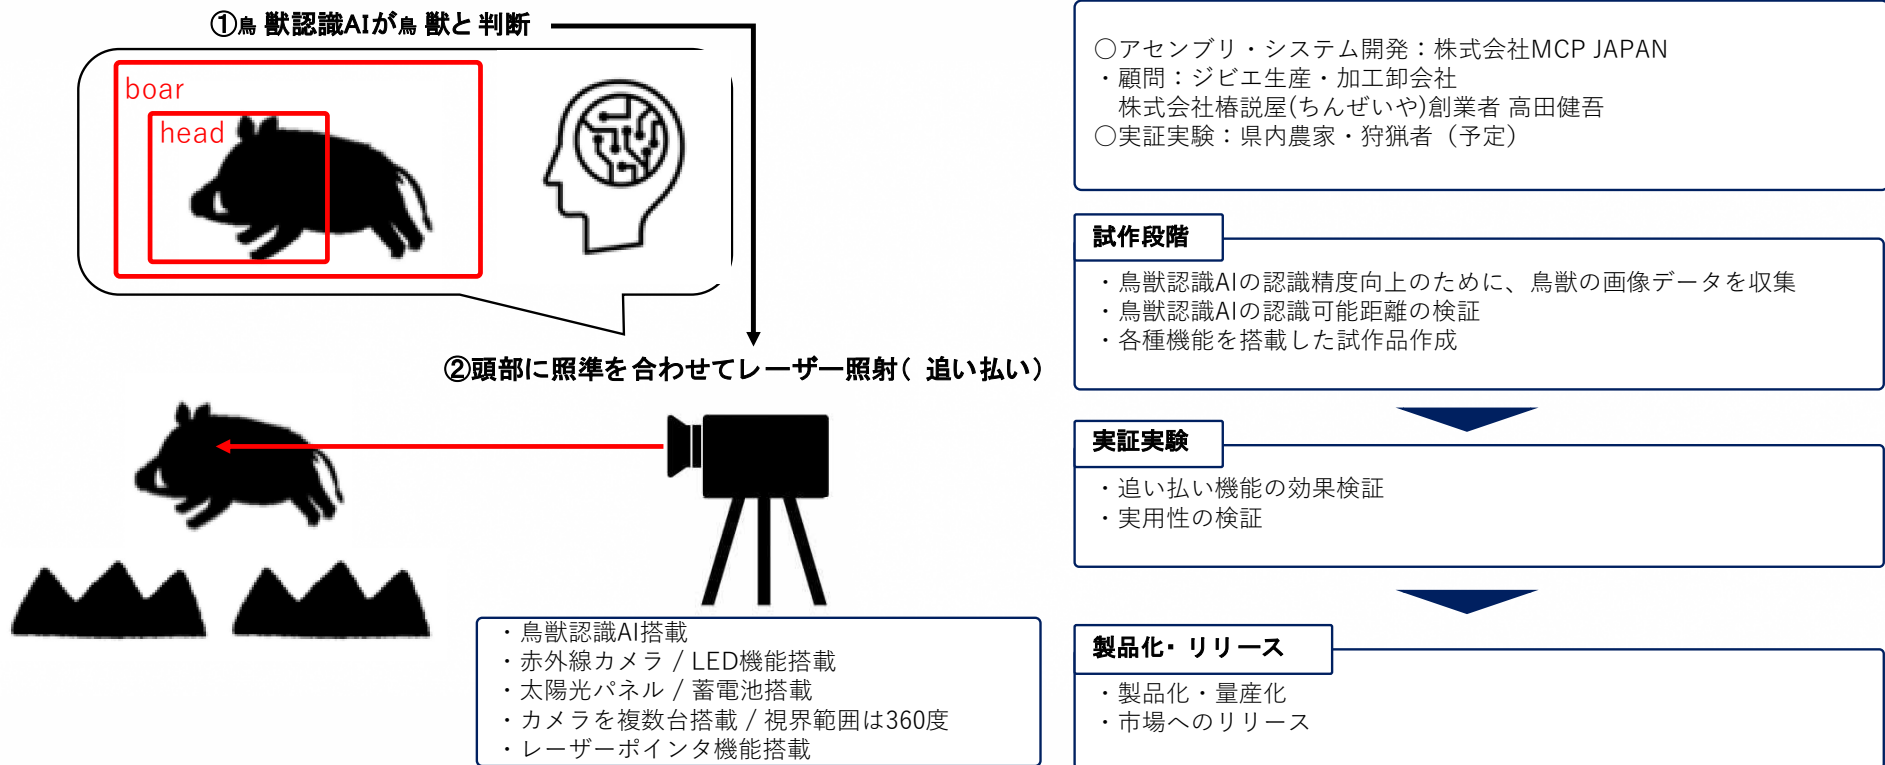 ①鳥獣認識AIが鳥獣と判断
boar
head
②頭部に照準を合わせてレーザー照射(追い払い)
・鳥獣認識AI搭載
・赤外線カメラ / LED機能搭載
・太陽光パネル / 蓄電池搭載
・カメラを複数台搭載 / 視界範囲は360度
・レーザーポインタ機能搭載
〇アセンブリ・システム開発：株式会社MCP JAPAN
・顧問：ジビエ生産・加工卸会社
株式会社椿説屋(ちんぜいや)創業者 高田健吾
〇実証実験：県内農家・狩猟者（予定）
試作段階
・鳥獣認識AIの認識精度向上のために、鳥獣の画像データを収集
・鳥獣認識AIの認識可能距離の検証
・各種機能を搭載した試作品作成
実証実験
・追い払い機能の効果検証
・実用性の検証
製品化・リリース
・製品化・量産化
・市場へのリリース